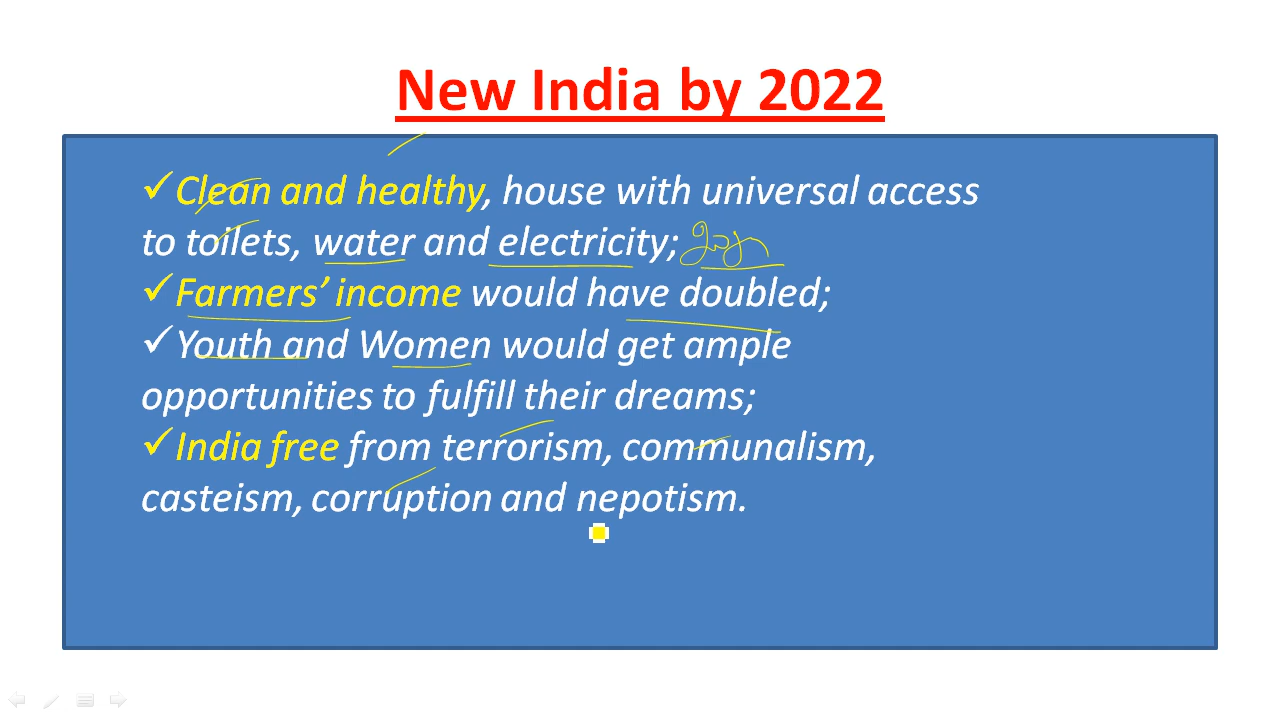 New India by 2022
✓Clean and healthy, house with universal access
to toilets, water and electricity;
✓Farmers’ income would have doubled;
✓Youth and Women would get ample
opportunities to fulfill their dreams;
✓India free from terrorism, communalism,
casteism, corruption and nepotism.